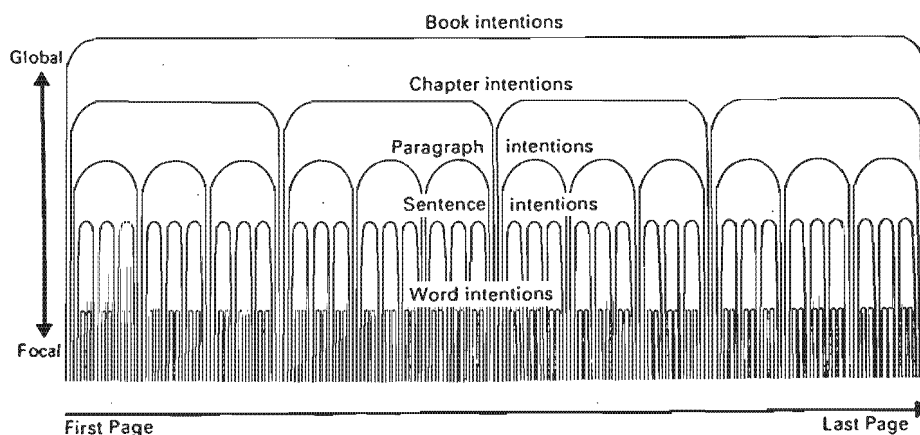 Book intentions
Global
Chapter intentions
Paragraph intentions
Sentence intentions
Word intentions
Focal
First Page
Last Page